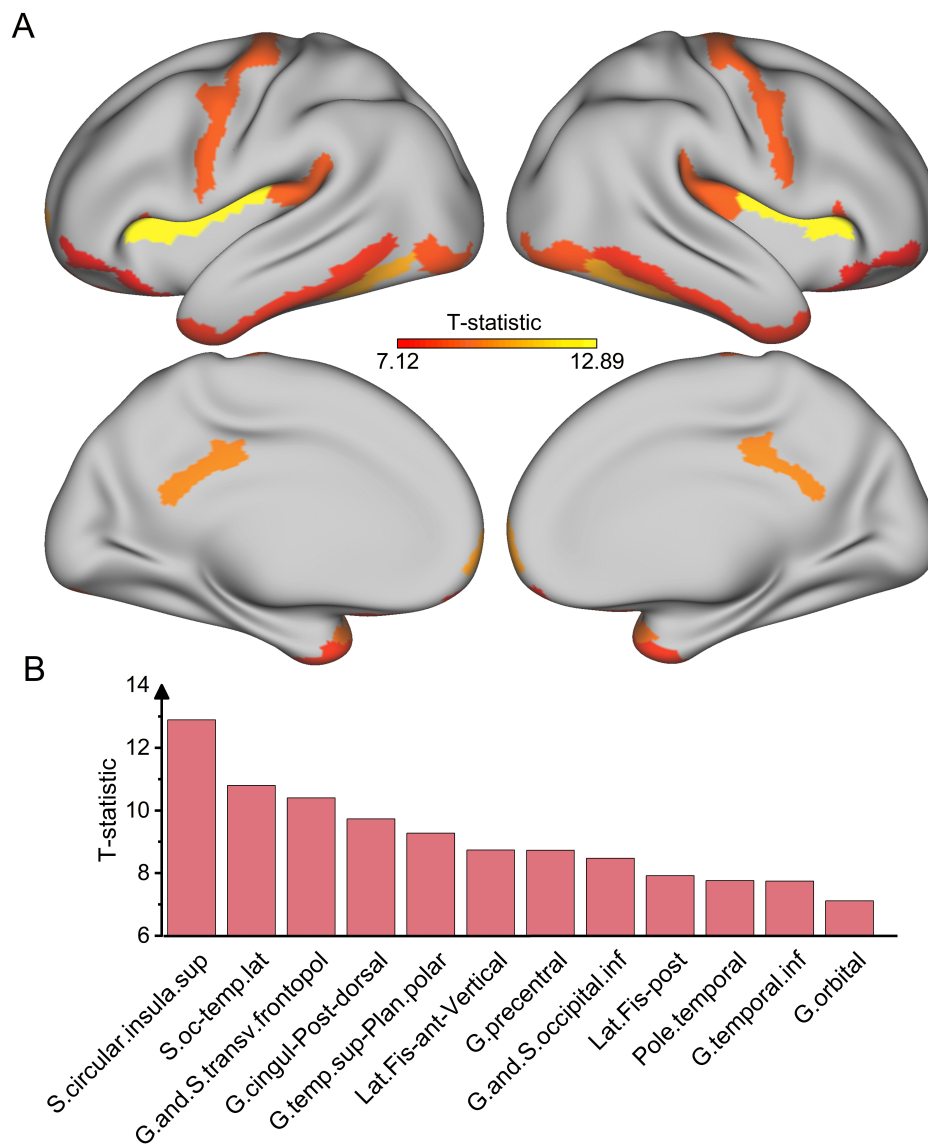 A
T-statistic
7.12 12.89
B
T-statistic
14
12
10
8
6
S.circular.insula.sup
S.oc-temp.lat
G.and.S.transv.frontopol
G.cingul-Post-dorsal
G.temp.sup-Plan.polar
Lat.Fis-ant-Vertical
G.precentral
G.and.S.occipital.inf
Lat.Fis-post
Pole.temporal
G.temporal.inf
G.orbital